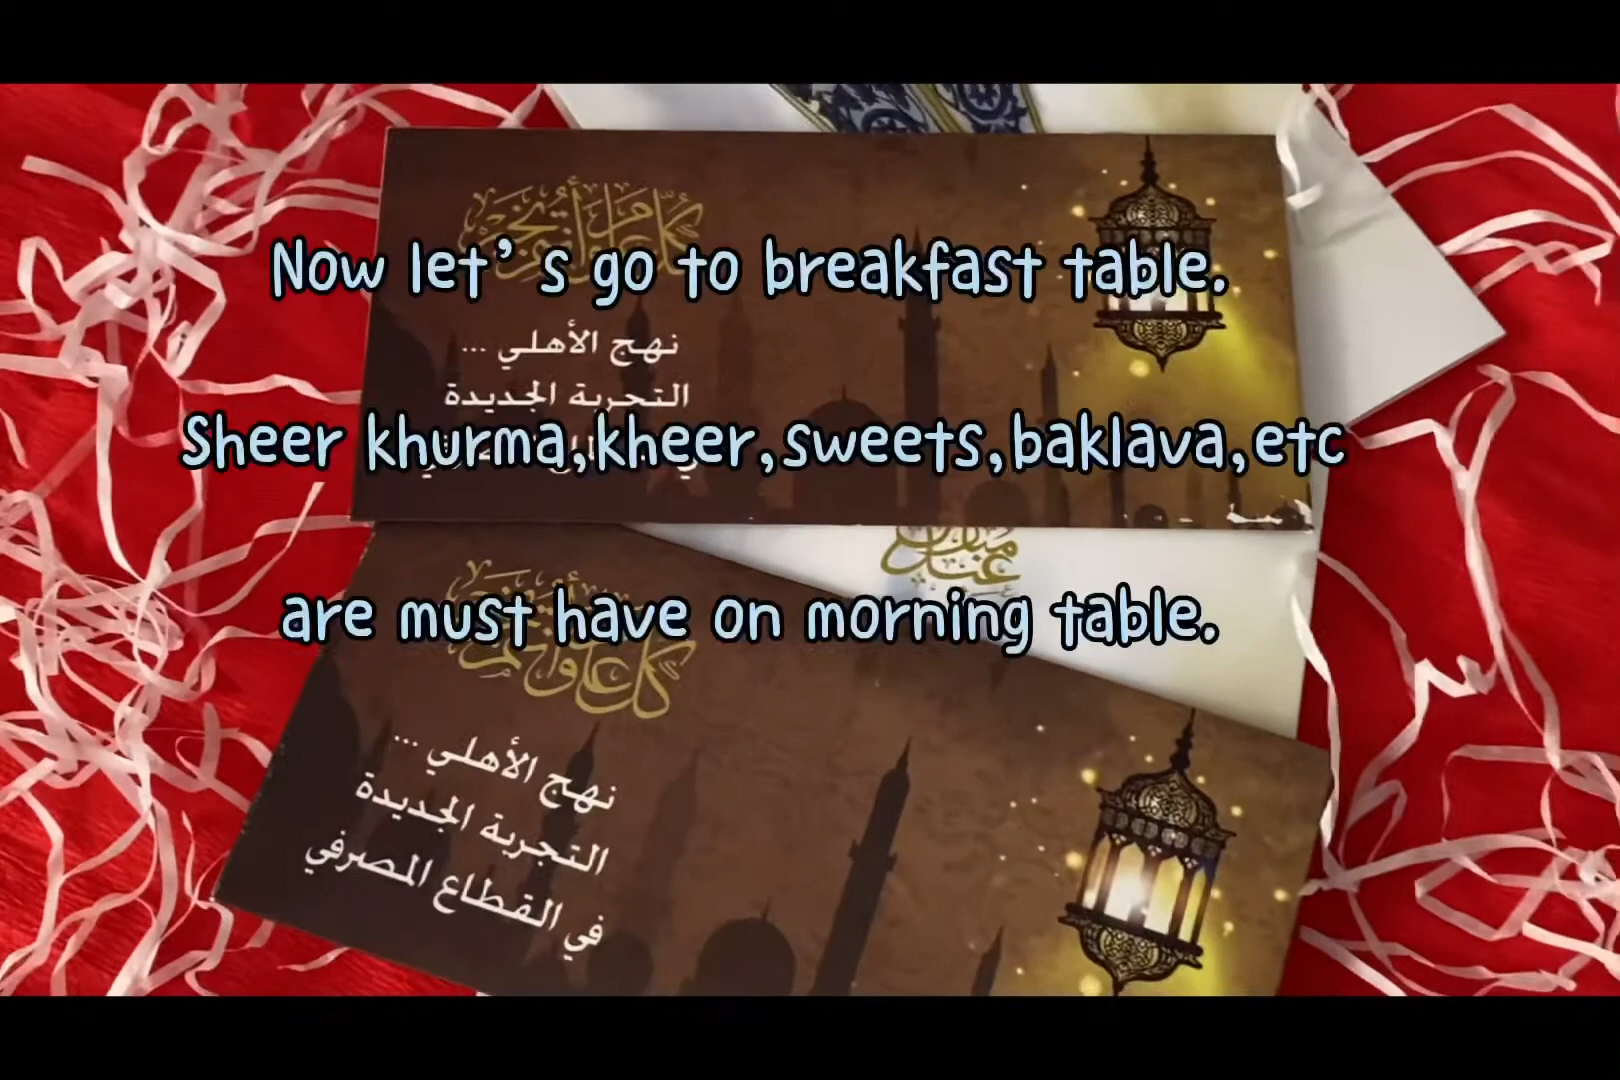 Now let's go to breakfast table.
Sheer khurma,kheer,sweets,baklava,etc
are must have on morning table.
نهج الأهلي ...
التجربة الجديدة
نهج الأهلي ...
التجربة الجديدة
في القطاع المصرفي